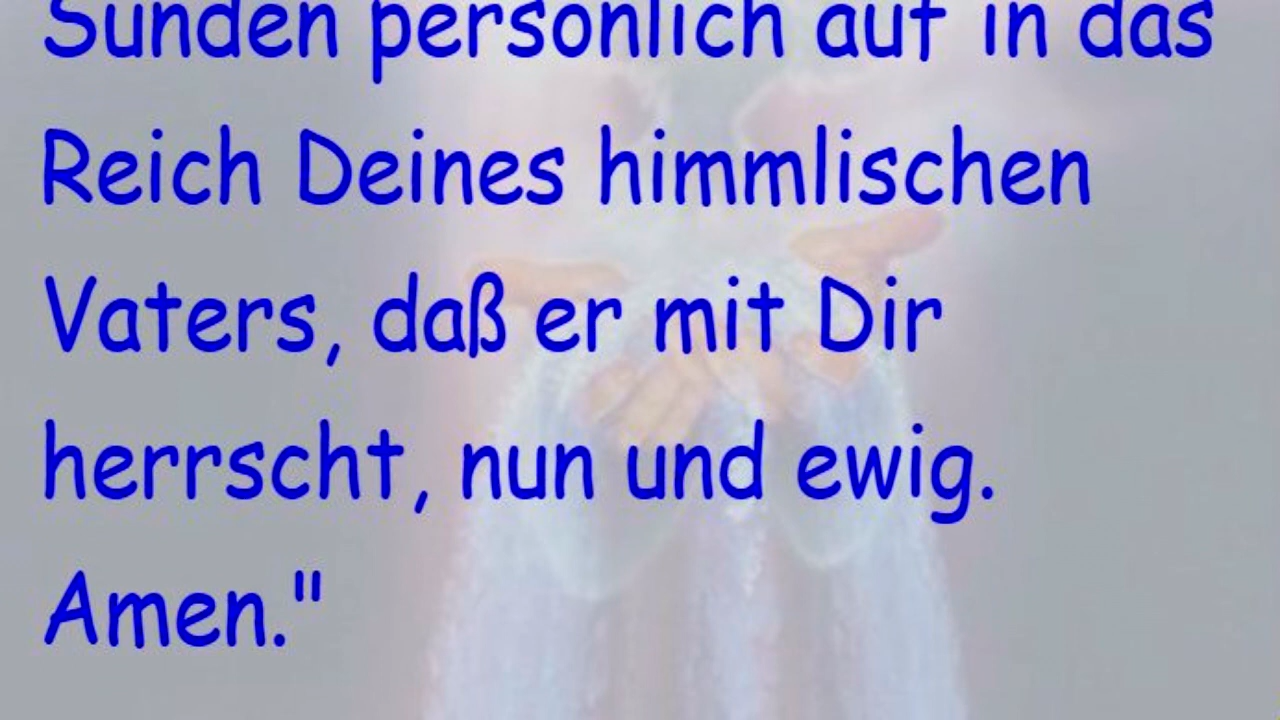 Sünden persönlich auf in das
Reich Deines himmlischen
Vaters, daß er mit Dir
herrscht, nun und ewig.
Amen."